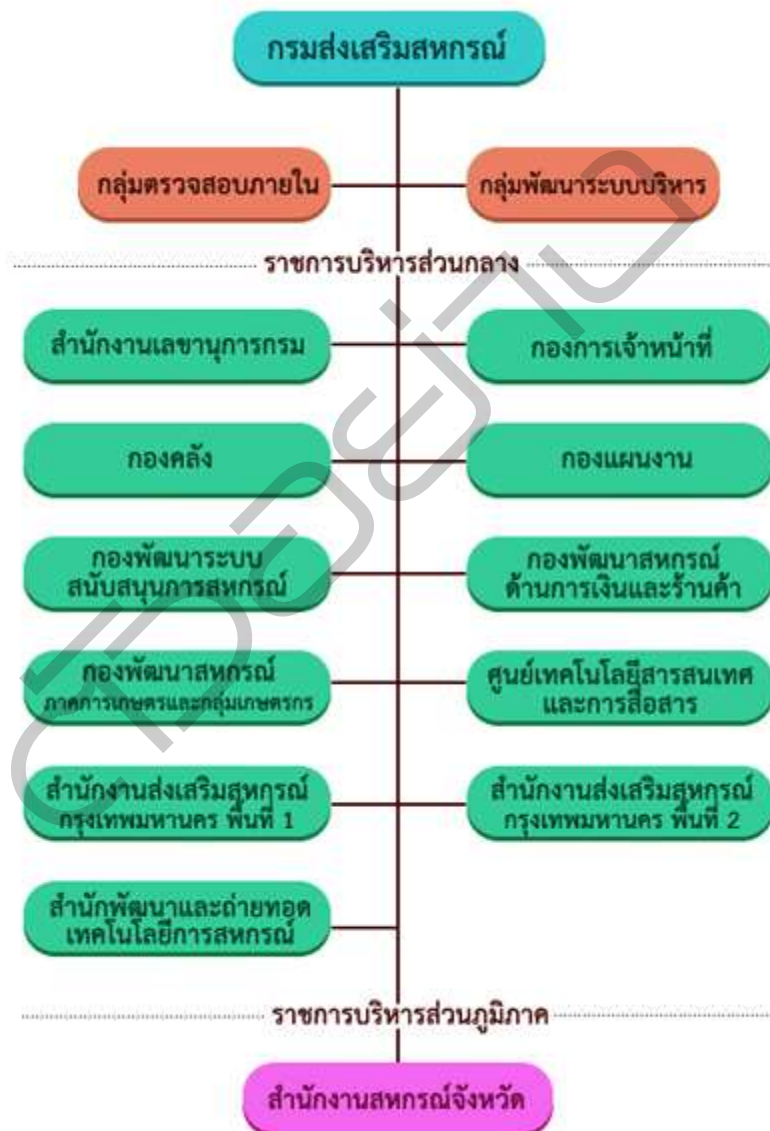 กรมส่งเสริมสหกรณ์
กลุ่มตรวจสอบภายใน
กลุ่มพัฒนาระบบบริหาร
ราชการบริหารส่วนกลาง
สำนักงานเลขานุการกรม
กองการเจ้าหน้าที่
กองคลัง
กองแผนงาน
กองพัฒนาระบบ
สนับสนุนการสหกรณ์
กองพัฒนาสหกรณ์
ด้านการเงินและร้านค้า
กองพัฒนาสหกรณ์
ภาคการเกษตรและกลุ่มเกษตรกร
ศูนย์เทคโนโลยีสารสนเทศ
และการสื่อสาร
สำนักงานส่งเสริมสหกรณ์
กรุงเทพมหานคร พื้นที่ 1
สำนักงานส่งเสริมสหกรณ์
กรุงเทพมหานคร พื้นที่ 2
สำนักพัฒนาและถ่ายทอด
เทคโนโลยีการสหกรณ์
ราชการบริหารส่วนภูมิภาค
สำนักงานสหกรณ์จังหวัด
ตัวอย่าง